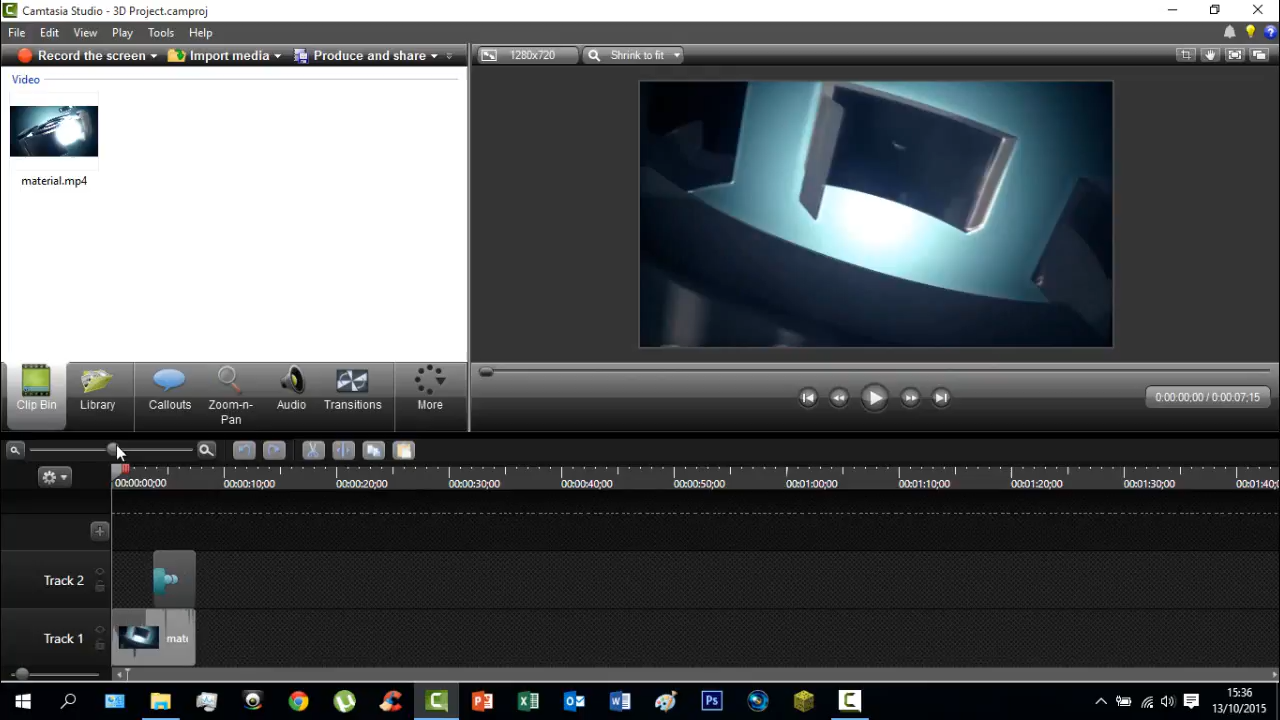 Camtasia Studio - 3D Project.camproj
File Edit View Play Tools Help
Record the screen Import media Produce and share
1280x720 Shrink to fit
Video
material.mp4
Clip Bin Library Callouts Zoom-n-Pan Audio Transitions More
0:00:00;00 / 0:00:07;15
00:00:00;00 00:00:10;00 00:00:20;00 00:00:30;00 00:00:40;00 00:00:50;00 00:01:00;00 00:01:10;00 00:01:20;00 00:01:30;00 00:01:40;
Track 2
Track 1 mate
15:36
13/10/2015